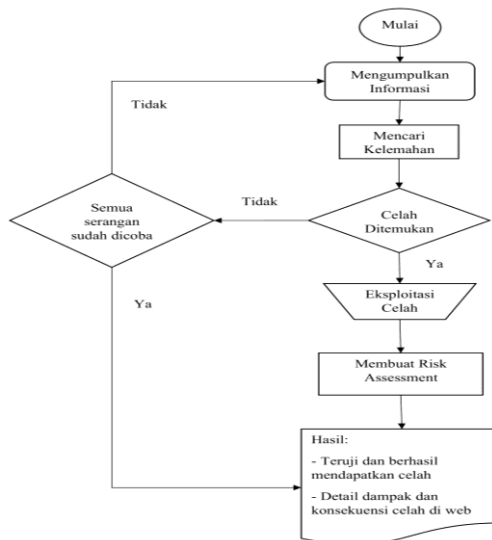 Mulai
Mengumpulkan
Informasi
Tidak
Mencari
Kelemahan
Semua
serangan
sudah dicoba
Tidak
Celah
Ditemukan
Ya
Ya
Eksploitasi
Celah
Membuat Risk
Assessment
Hasil:
- Teruji dan berhasil
mendapatkan celah
- Detail dampak dan
konsekuensi celah di web